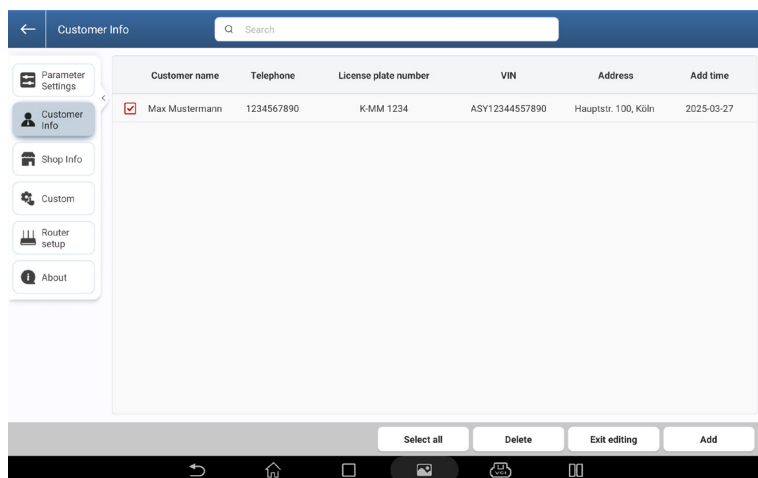 Customer Info
Search
Parameter
Settings
Customer
Info
Shop Info
Custom
Router
setup
About
Customer name Telephone License plate number VIN Address Add time
Max Mustermann 1234567890 K-MM 1234 ASY12344557890 Hauptstr. 100, Köln 2025-03-27
Select all Delete Exit editing Add
VCI